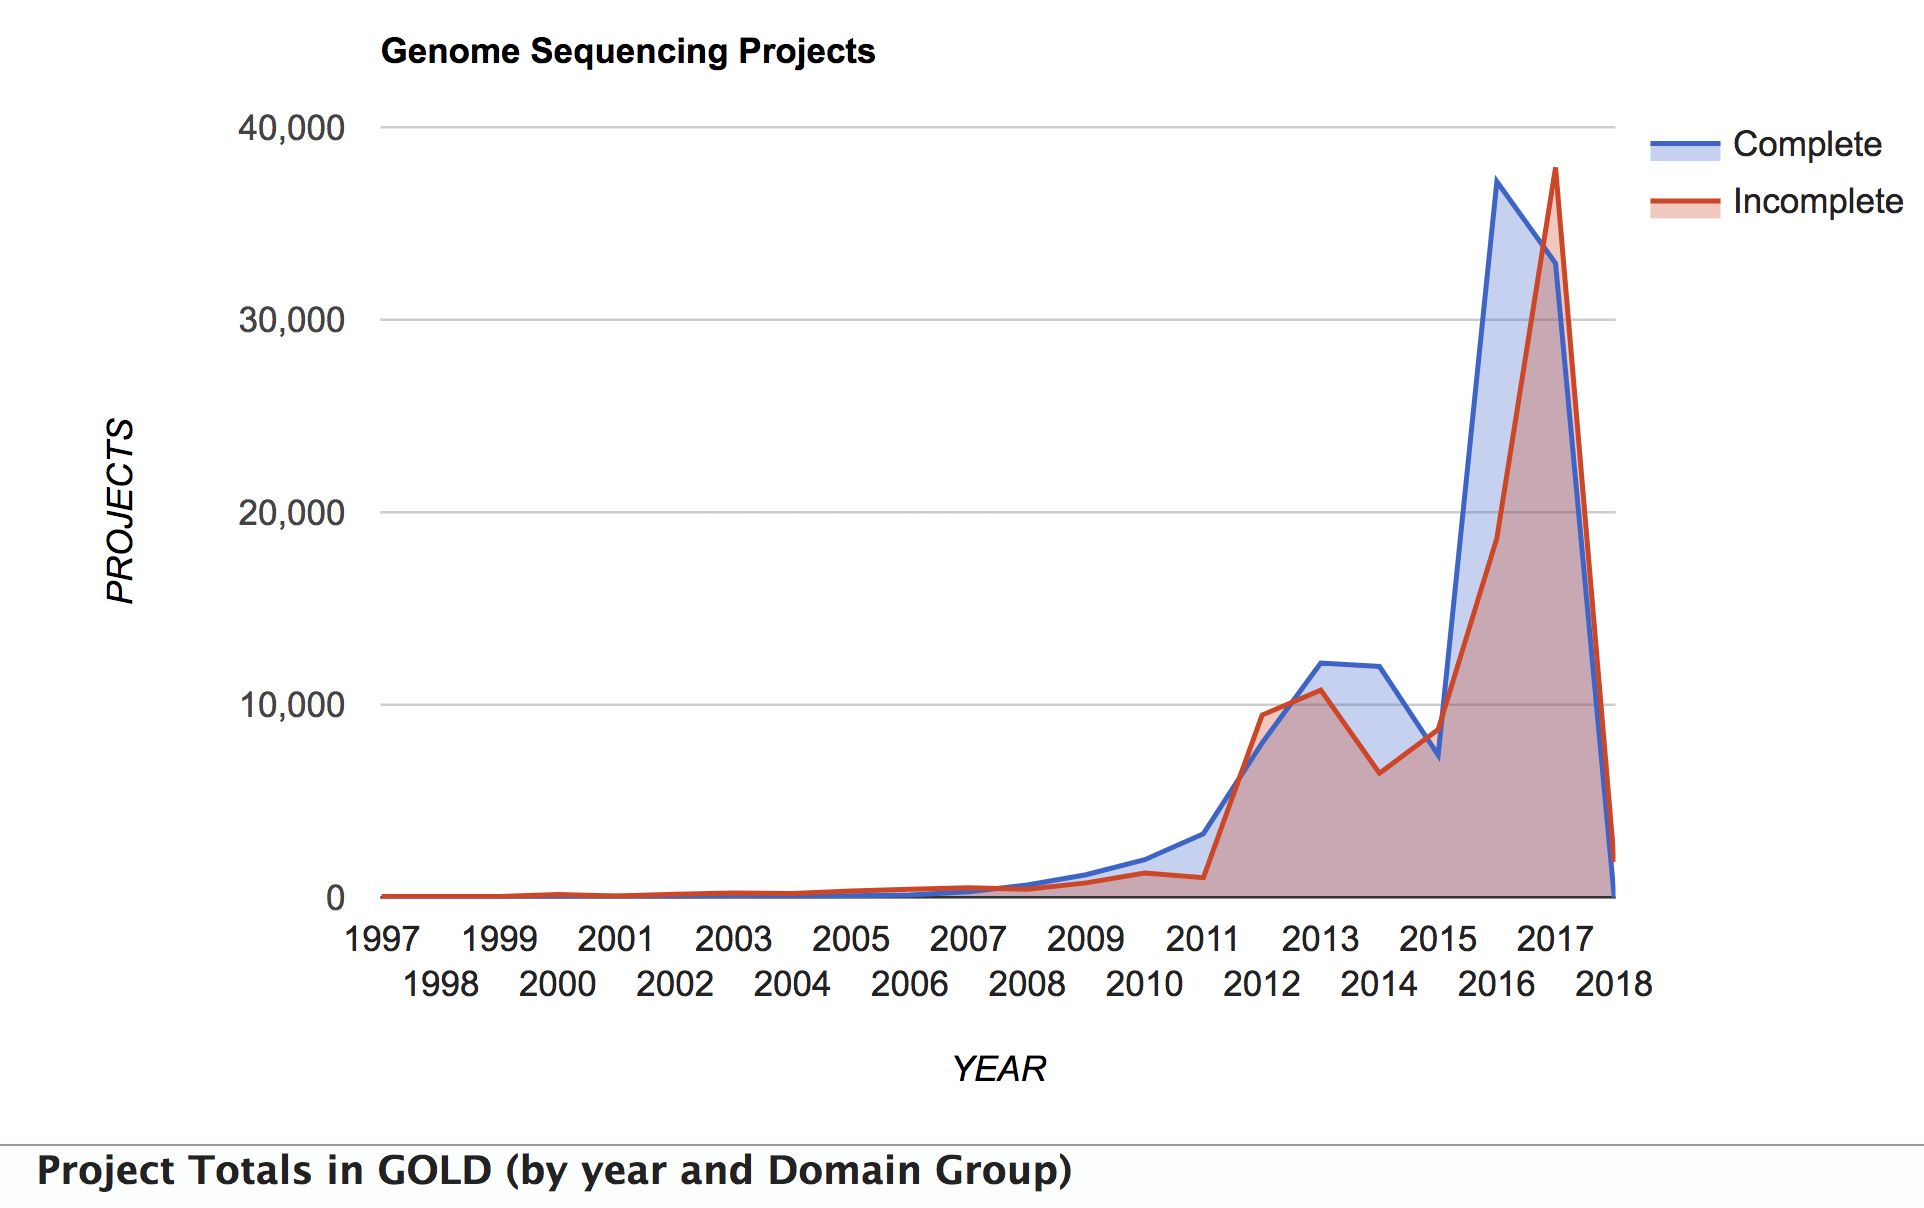 Genome Sequencing Projects
40,000
30,000
20,000
10,000
0
PROJECTS
Complete
Incomplete
1997 1999 2001 2003 2005 2007 2009 2011 2013 2015 2017
1998 2000 2002 2004 2006 2008 2010 2012 2014 2016 2018
YEAR
Project Totals in GOLD (by year and Domain Group)